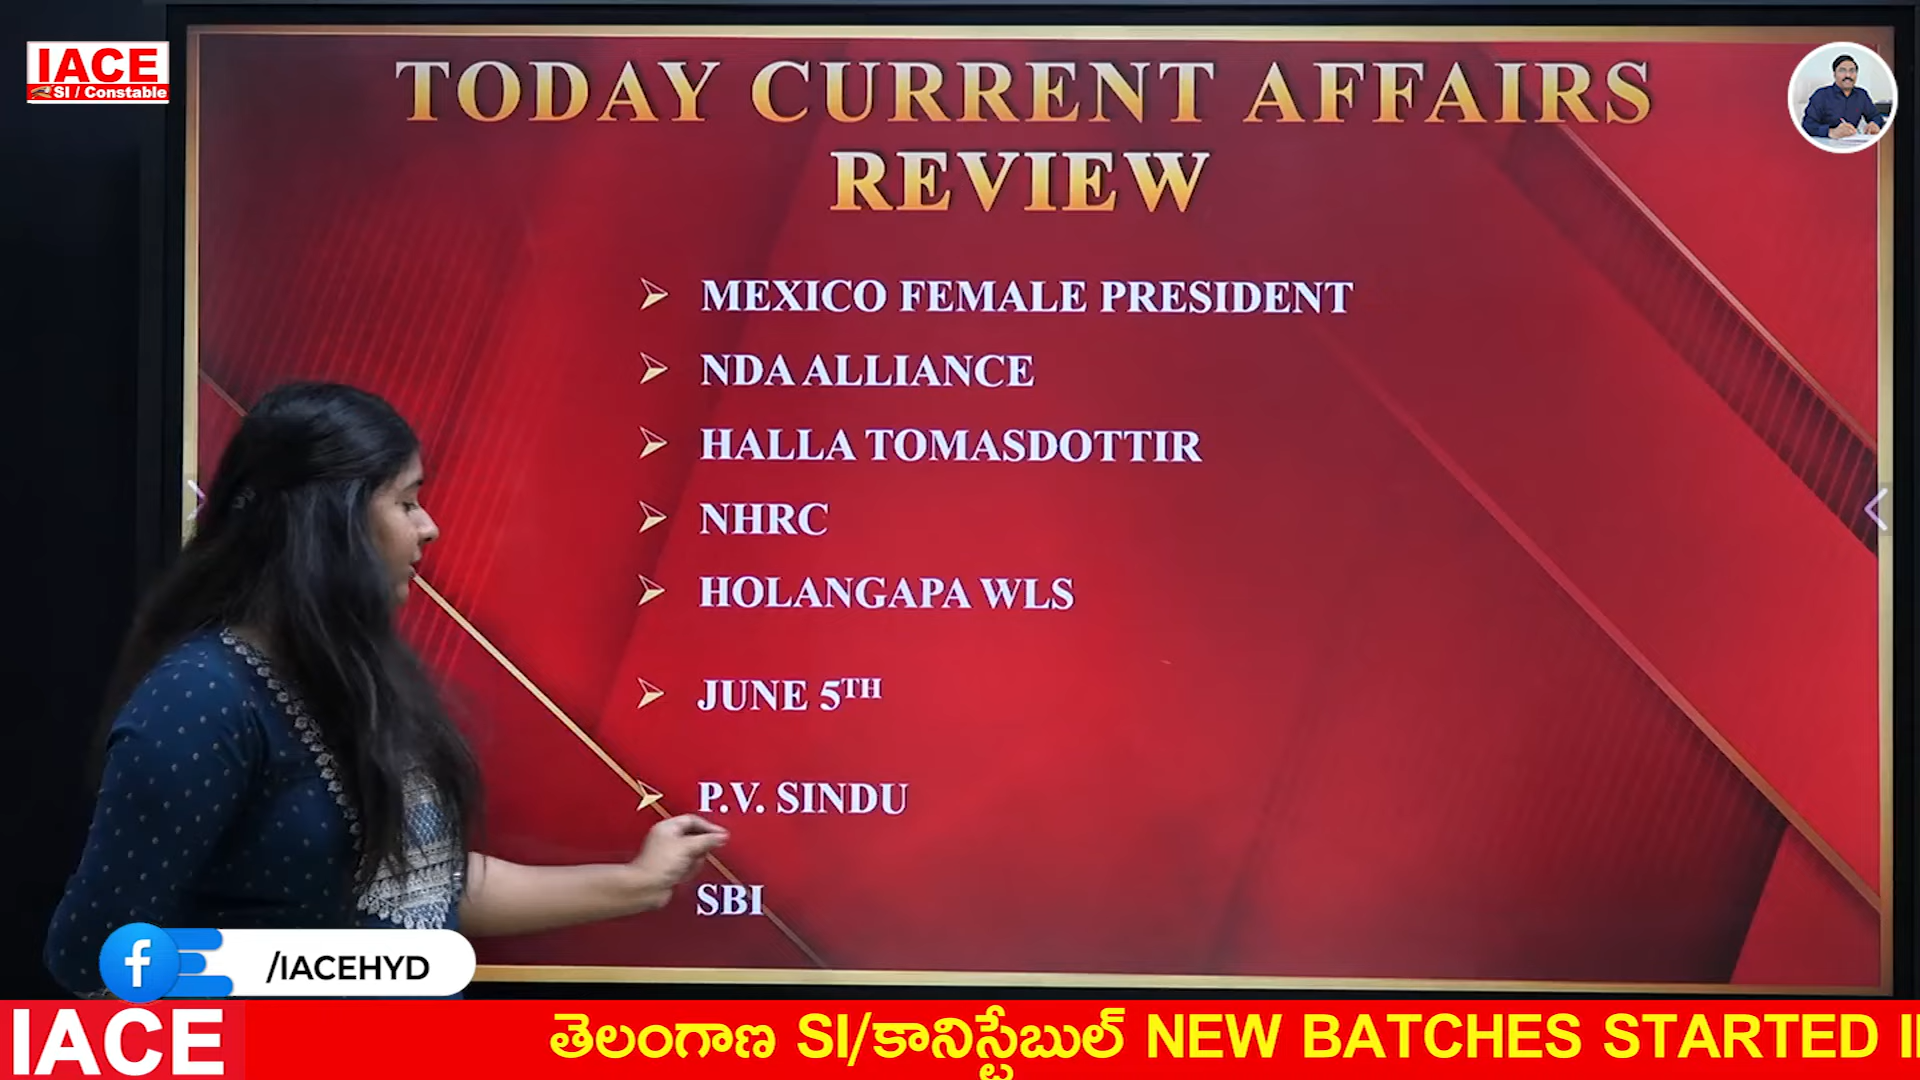 IACE
SI / Constable
TODAY CURRENT AFFAIRS
REVIEW
MEXICO FEMALE PRESIDENT
NDA ALLIANCE
HALLA TOMASDOTTIR
NHRC
HOLANGAPA WLS
JUNE 5TH
P.V. SINDU
SBI
f
/IACEHYD
IACE
తెలంగాణ SI/కానిస్టేబుల్ NEW BATCHES STARTED